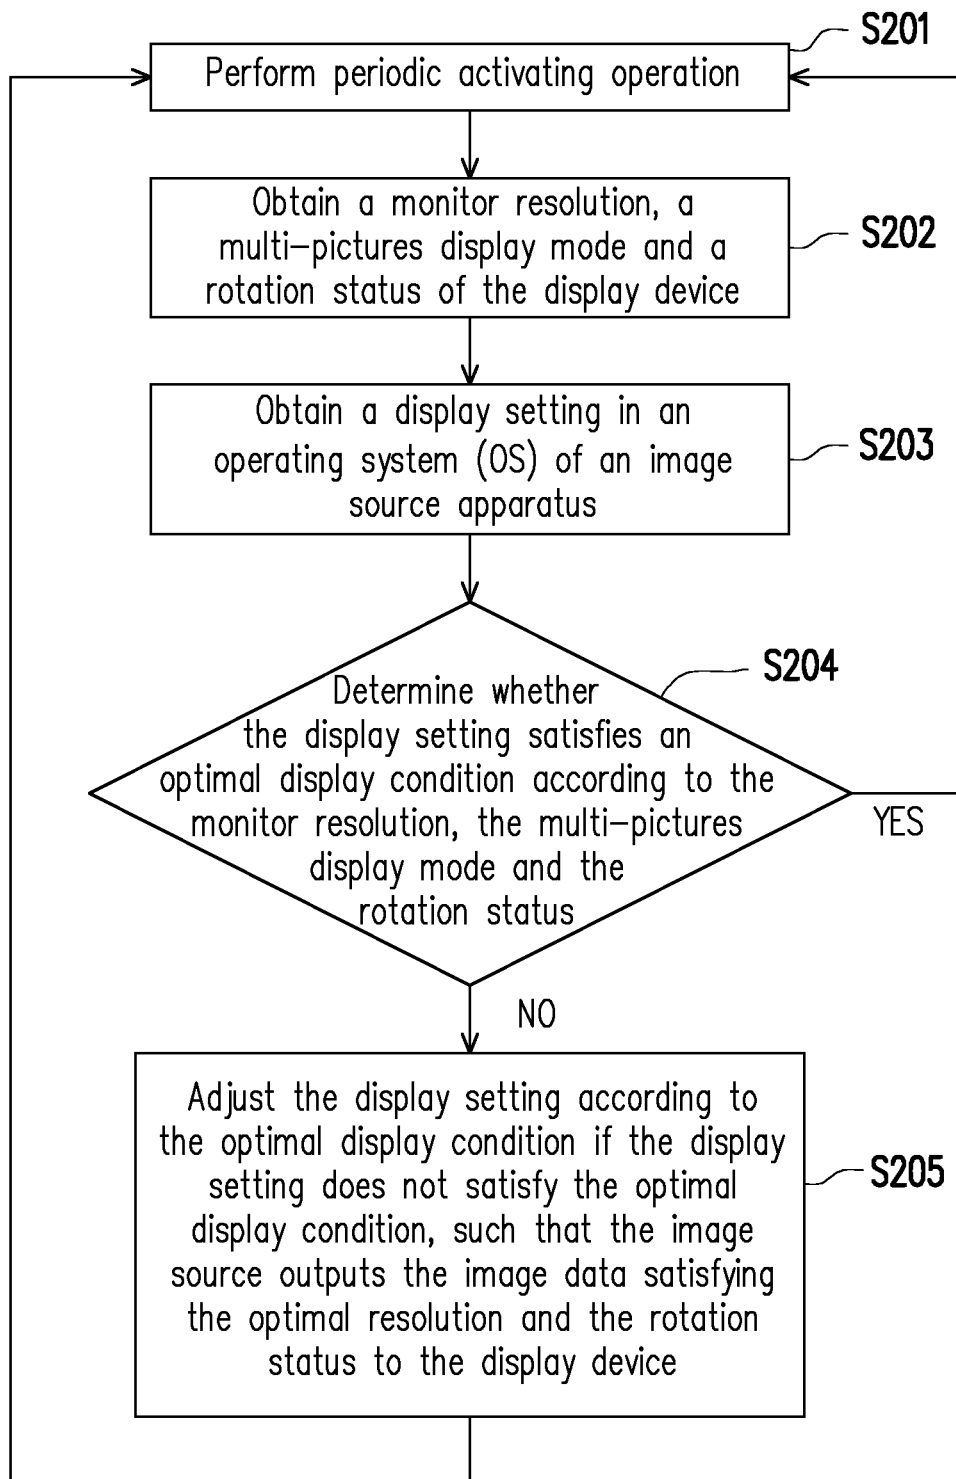 S201
Perform periodic activating operation
Obtain a monitor resolution, a
multi-pictures display mode and a
rotation status of the display device
S202
Obtain a display setting in an
operating system (OS) of an image
source apparatus
S203
S204
Determine whether
the display setting satisfies an
optimal display condition according to the
monitor resolution, the multi-pictures
display mode and the
rotation status
YES
NO
Adjust the display setting according to
the optimal display condition if the display
setting does not satisfy the optimal
display condition, such that the image
source outputs the image data satisfying
the optimal resolution and the rotation
status to the display device
S205